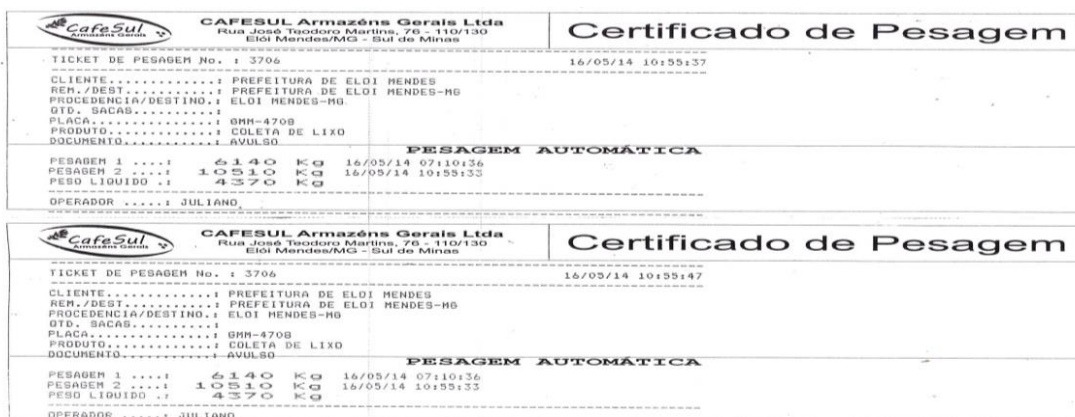 CafeSul
Armazéns Gerais
CAFESUL Armazéns Gerais Ltda
Rua José Teodoro Martins, 76 - 110/130
Elói Mendes/MG - Sul de Minas
Certificado de Pesagem
TICKET DE PESAGEM No. : 3706 16/05/14 10:55:37
CLIENTE.............: PREFEITURA DE ELOI MENDES
REM./DEST...........: PREFEITURA DE ELOI MENDES-MG
PROCEDENCIA/DESTINO.: ELOI MENDES-MG
QTD. SACAS..........:
PLACA...............: GMM-4708
PRODUTO.............: COLETA DE LIXO
DOCUMENTO...........: AVULSO
PESAGEM AUTOMÁTICA
PESAGEM 1 ....: 6140 Kg 16/05/14 07:10:36
PESAGEM 2 ....: 10510 Kg 16/05/14 10:55:33
PESO LIQUIDO .: 4370 Kg
OPERADOR .....: JULIANO
CafeSul
Armazéns Gerais
CAFESUL Armazéns Gerais Ltda
Rua José Teodoro Martins, 76 - 110/130
Elói Mendes/MG - Sul de Minas
Certificado de Pesagem
TICKET DE PESAGEM No. : 3706 16/05/14 10:55:47
CLIENTE.............: PREFEITURA DE ELOI MENDES
REM./DEST...........: PREFEITURA DE ELOI MENDES-MG
PROCEDENCIA/DESTINO.: ELOI MENDES-MG
QTD. SACAS..........:
PLACA...............: GMM-4708
PRODUTO.............: COLETA DE LIXO
DOCUMENTO...........: AVULSO
PESAGEM AUTOMÁTICA
PESAGEM 1 ....: 6140 Kg 16/05/14 07:10:36
PESAGEM 2 ....: 10510 Kg 16/05/14 10:55:33
PESO LIQUIDO .: 4370 Kg
OPERADOR .....: JULIANO